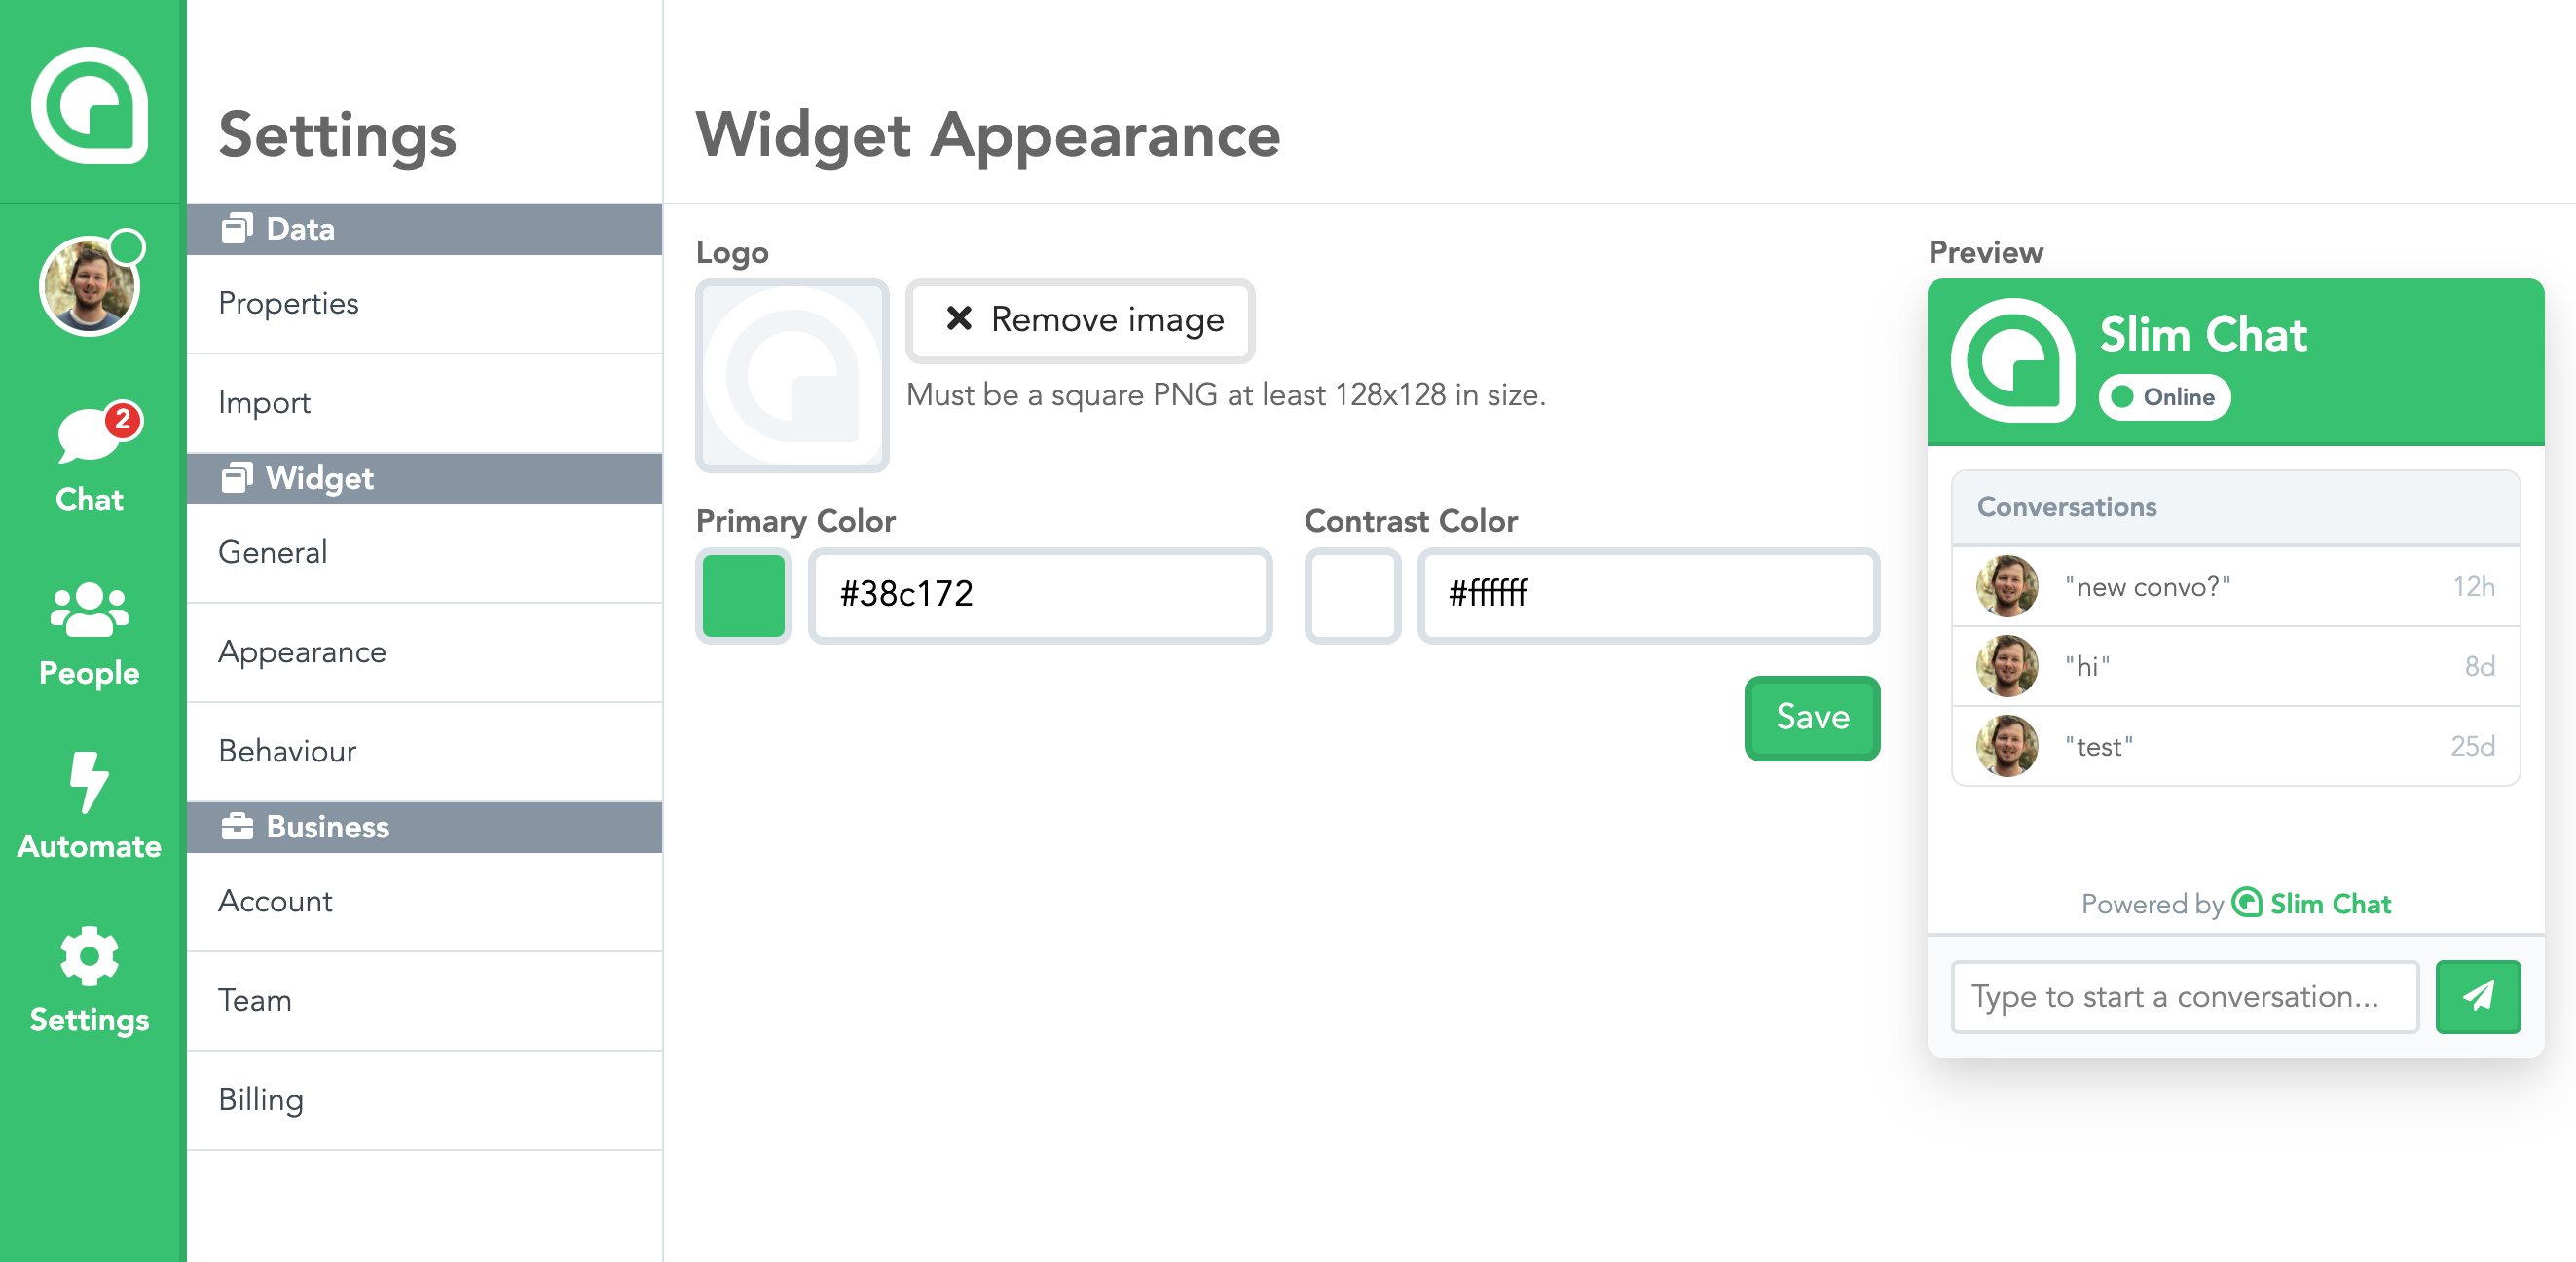 2
Chat
People
Automate
Settings
Settings
Data
Properties
Import
Widget
General
Appearance
Behaviour
Business
Account
Team
Billing
Widget Appearance
Logo
Remove image
Must be a square PNG at least 128x128 in size.
Primary Color
#38c172
Contrast Color
#ffffff
Save
Preview
Slim Chat
Online
Conversations
"new convo?" 12h
"hi" 8d
"test" 25d
Powered by Slim Chat
Type to start a conversation...